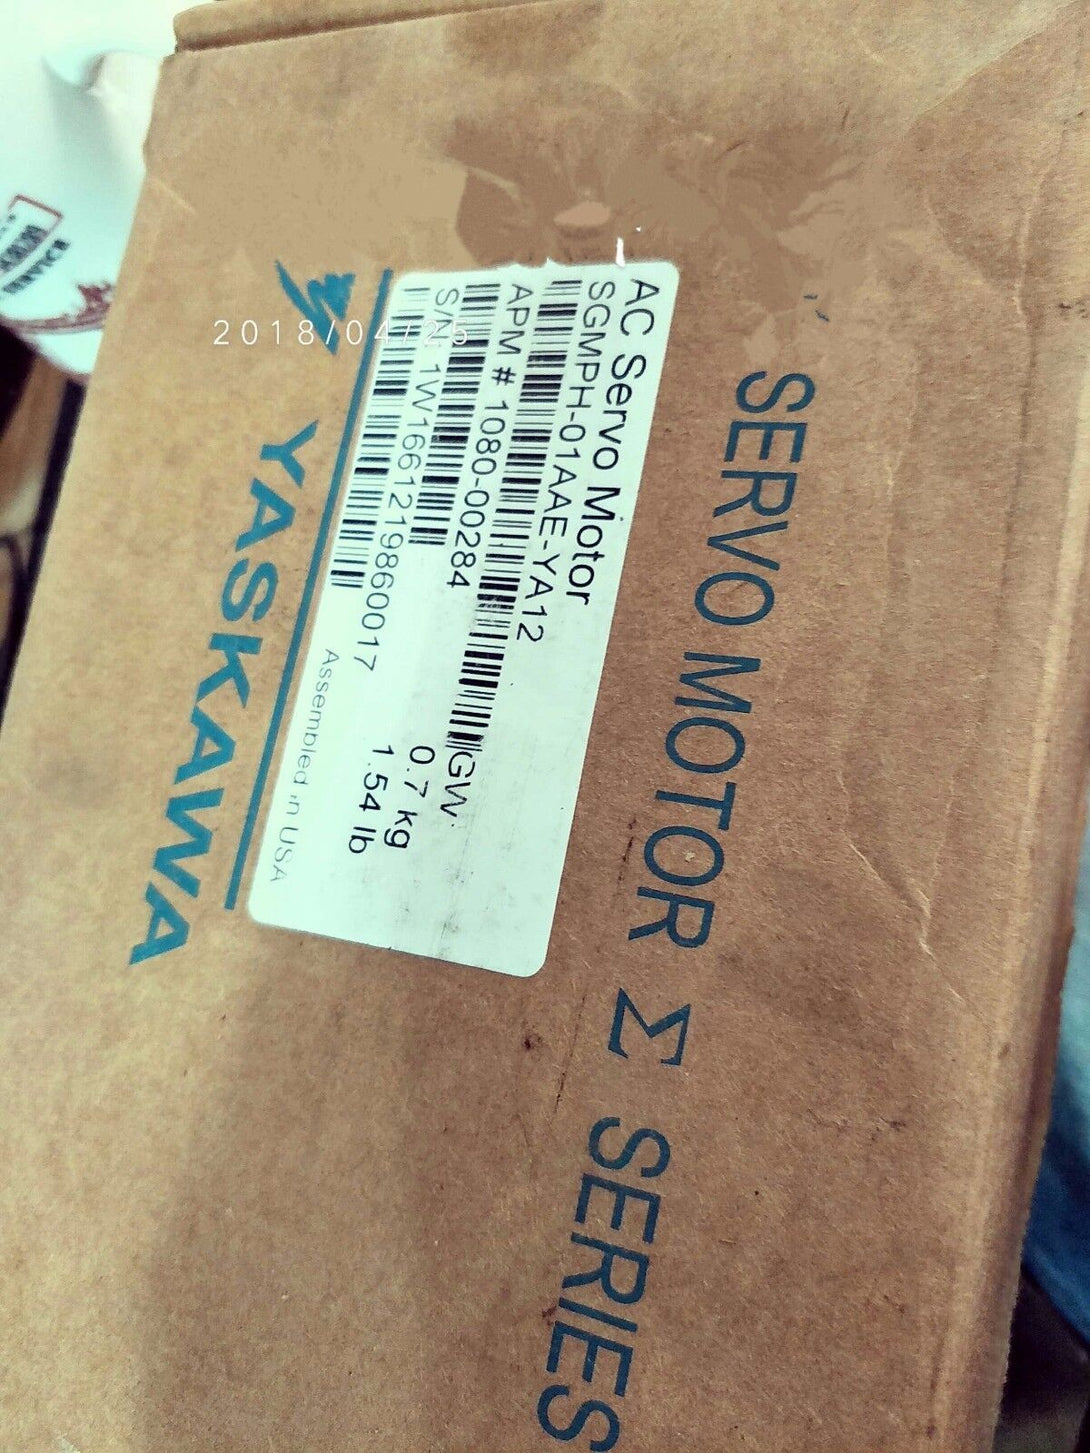 SERVO MOTOR Σ SERIES
AC Servo Motor
SGMPH-01AAE-YA12
APM # 1080-00284
GW:
S/N 1W1661219860017
0.7 kg
1.54 lb
Assembled in USA
YASKAWA
2018/04/25